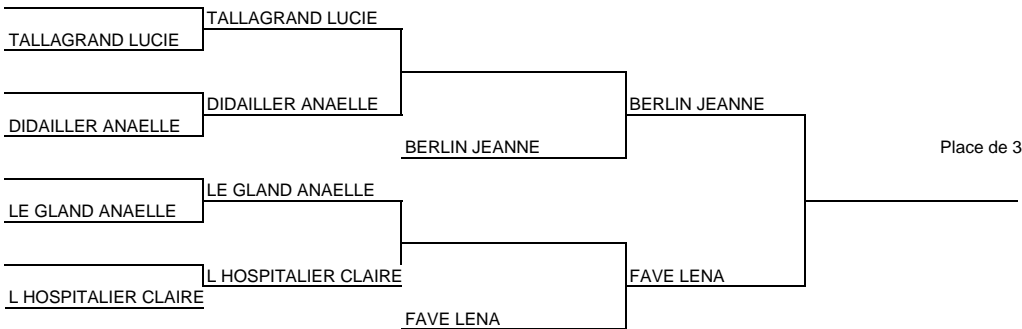 TALLAGRAND LUCIE
TALLAGRAND LUCIE
DIDAILLER ANAELLE
BERLIN JEANNE
DIDAILLER ANAELLE
BERLIN JEANNE
Place de 3
LE GLAND ANAELLE
LE GLAND ANAELLE
L HOSPITALIER CLAIRE
FAVE LENA
L HOSPITALIER CLAIRE
FAVE LENA